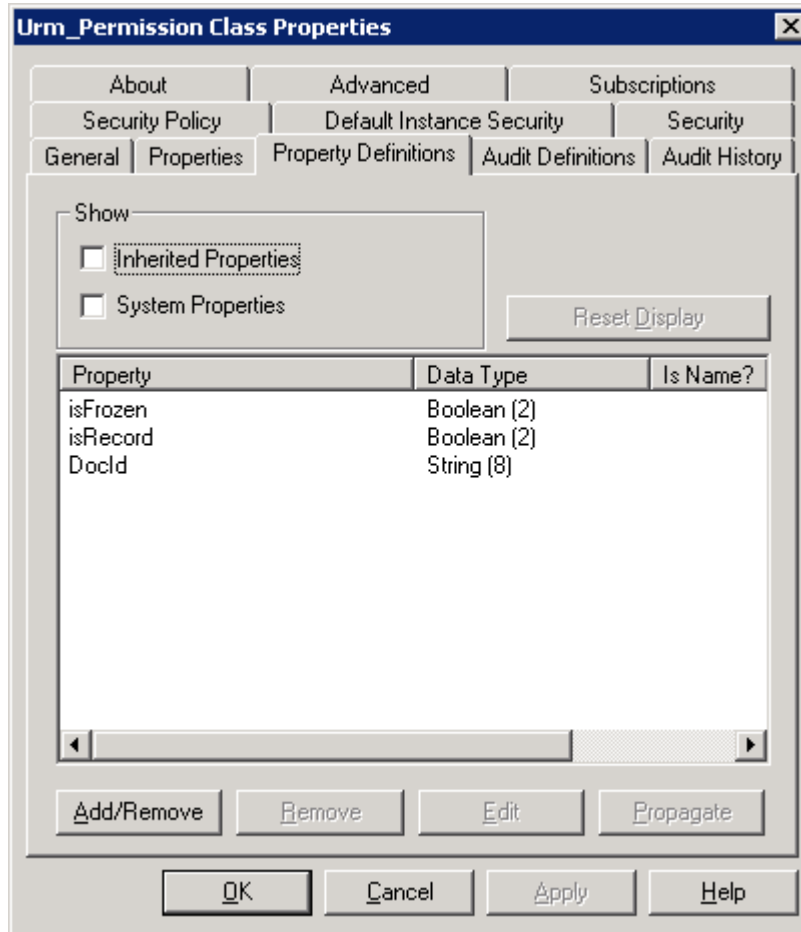 Urm_Permission Class Properties
About Advanced Subscriptions
Security Policy Default Instance Security Security
General Properties Property Definitions Audit Definitions Audit History
Show
Inherited Properties
System Properties
Reset Display
Property Data Type Is Name?
isFrozen Boolean (2)
isRecord Boolean (2)
DocId String (8)
Add/Remove Remove Edit Propagate
OK Cancel Apply Help